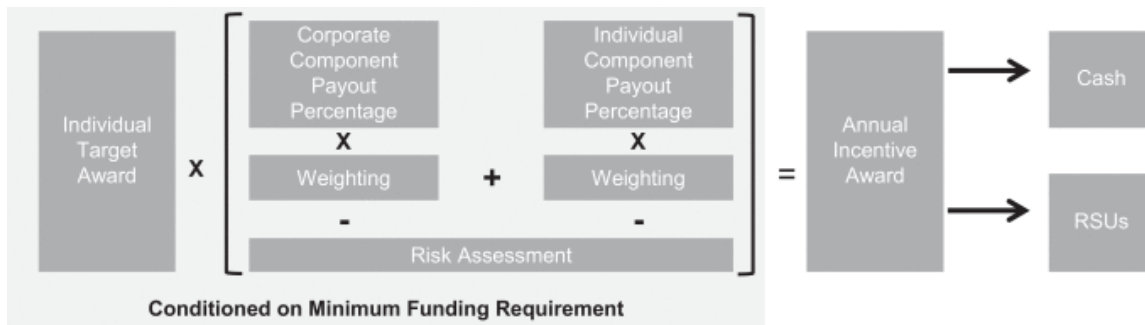 Individual
Target
Award
x
Corporate
Component
Payout
Percentage
x
Weighting
-
+
Individual
Component
Payout
Percentage
x
Weighting
-
Risk Assessment
=
Annual
Incentive
Award
Cash
RSUs
Conditioned on Minimum Funding Requirement